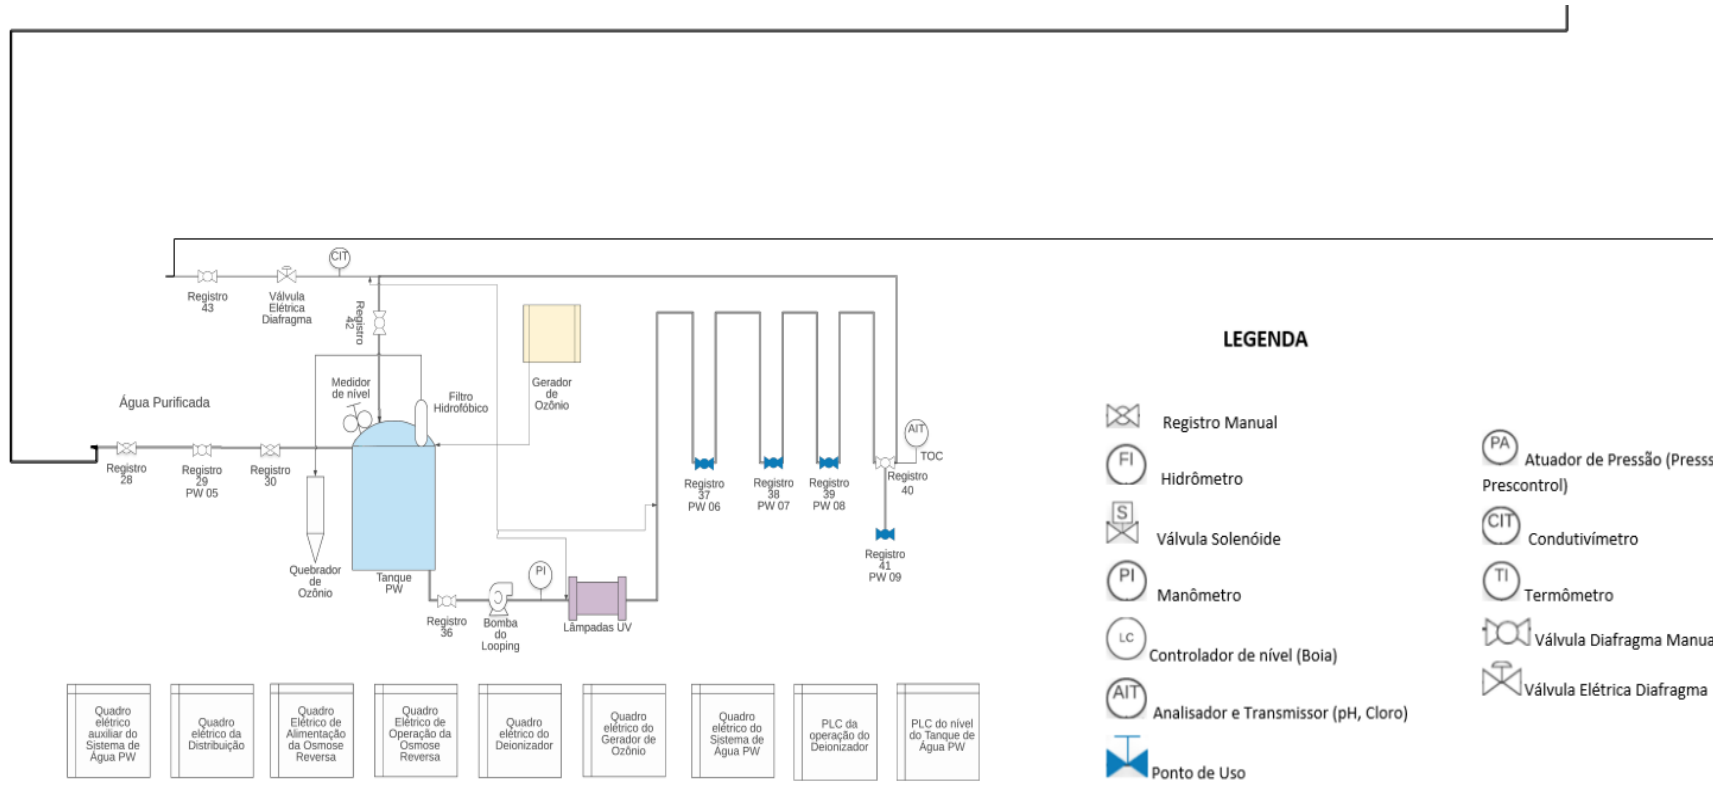 CIT
Registro
43
Válvula
Elétrica
Diafragma
Registro
42
Gerador
de
Ozônio
Medidor
de nível
Filtro
Hidrofóbico
Água Purificada
Registro
28
Registro
29
PW 05
Registro
30
Quebrador
de
Ozônio
Tanque
PW
Registro
36
Bomba
do
Looping
PI
Lâmpadas UV
Registro
37
PW 06
Registro
38
PW 07
Registro
39
PW 08
AIT
TOC
Registro
40
Registro
41
PW 09
Quadro
elétrico
auxiliar do
Sistema de
Água PW
Quadro
elétrico da
Distribuição
Quadro
Elétrico de
Alimentação
da Osmose
Reversa
Quadro
Elétrico de
Operação da
Osmose
Reversa
Quadro
elétrico do
Deionizador
Quadro
elétrico do
Gerador de
Ozônio
Quadro
elétrico do
Sistema de
Água PW
PLC da
operação do
Deionizador
PLC do nível
do Tanque de
Água PW
LEGENDA
Registro Manual
FI
Hidrômetro
S
Válvula Solenóide
PI
Manômetro
LC
Controlador de nível (Boia)
AIT
Analisador e Transmissor (pH, Cloro)
Ponto de Uso
PA
Atuador de Pressão (Presss
Prescontrol)
CIT
Condutivímetro
TI
Termômetro
Válvula Diafragma Manua
Válvula Elétrica Diafragma